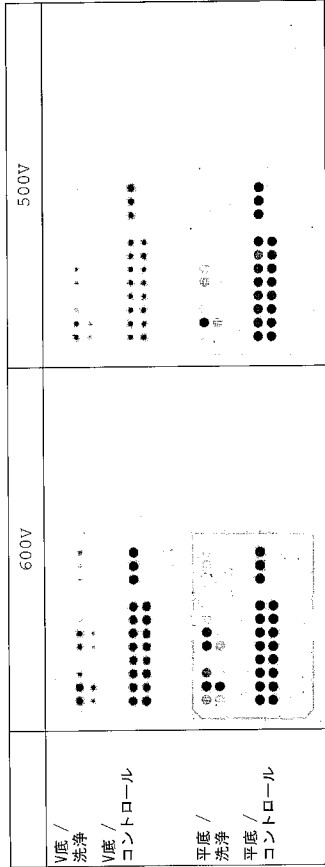 600V
500V
V底 /
洗浄
V底 /
コントロール
平底 /
洗浄
平底 /
コントロール